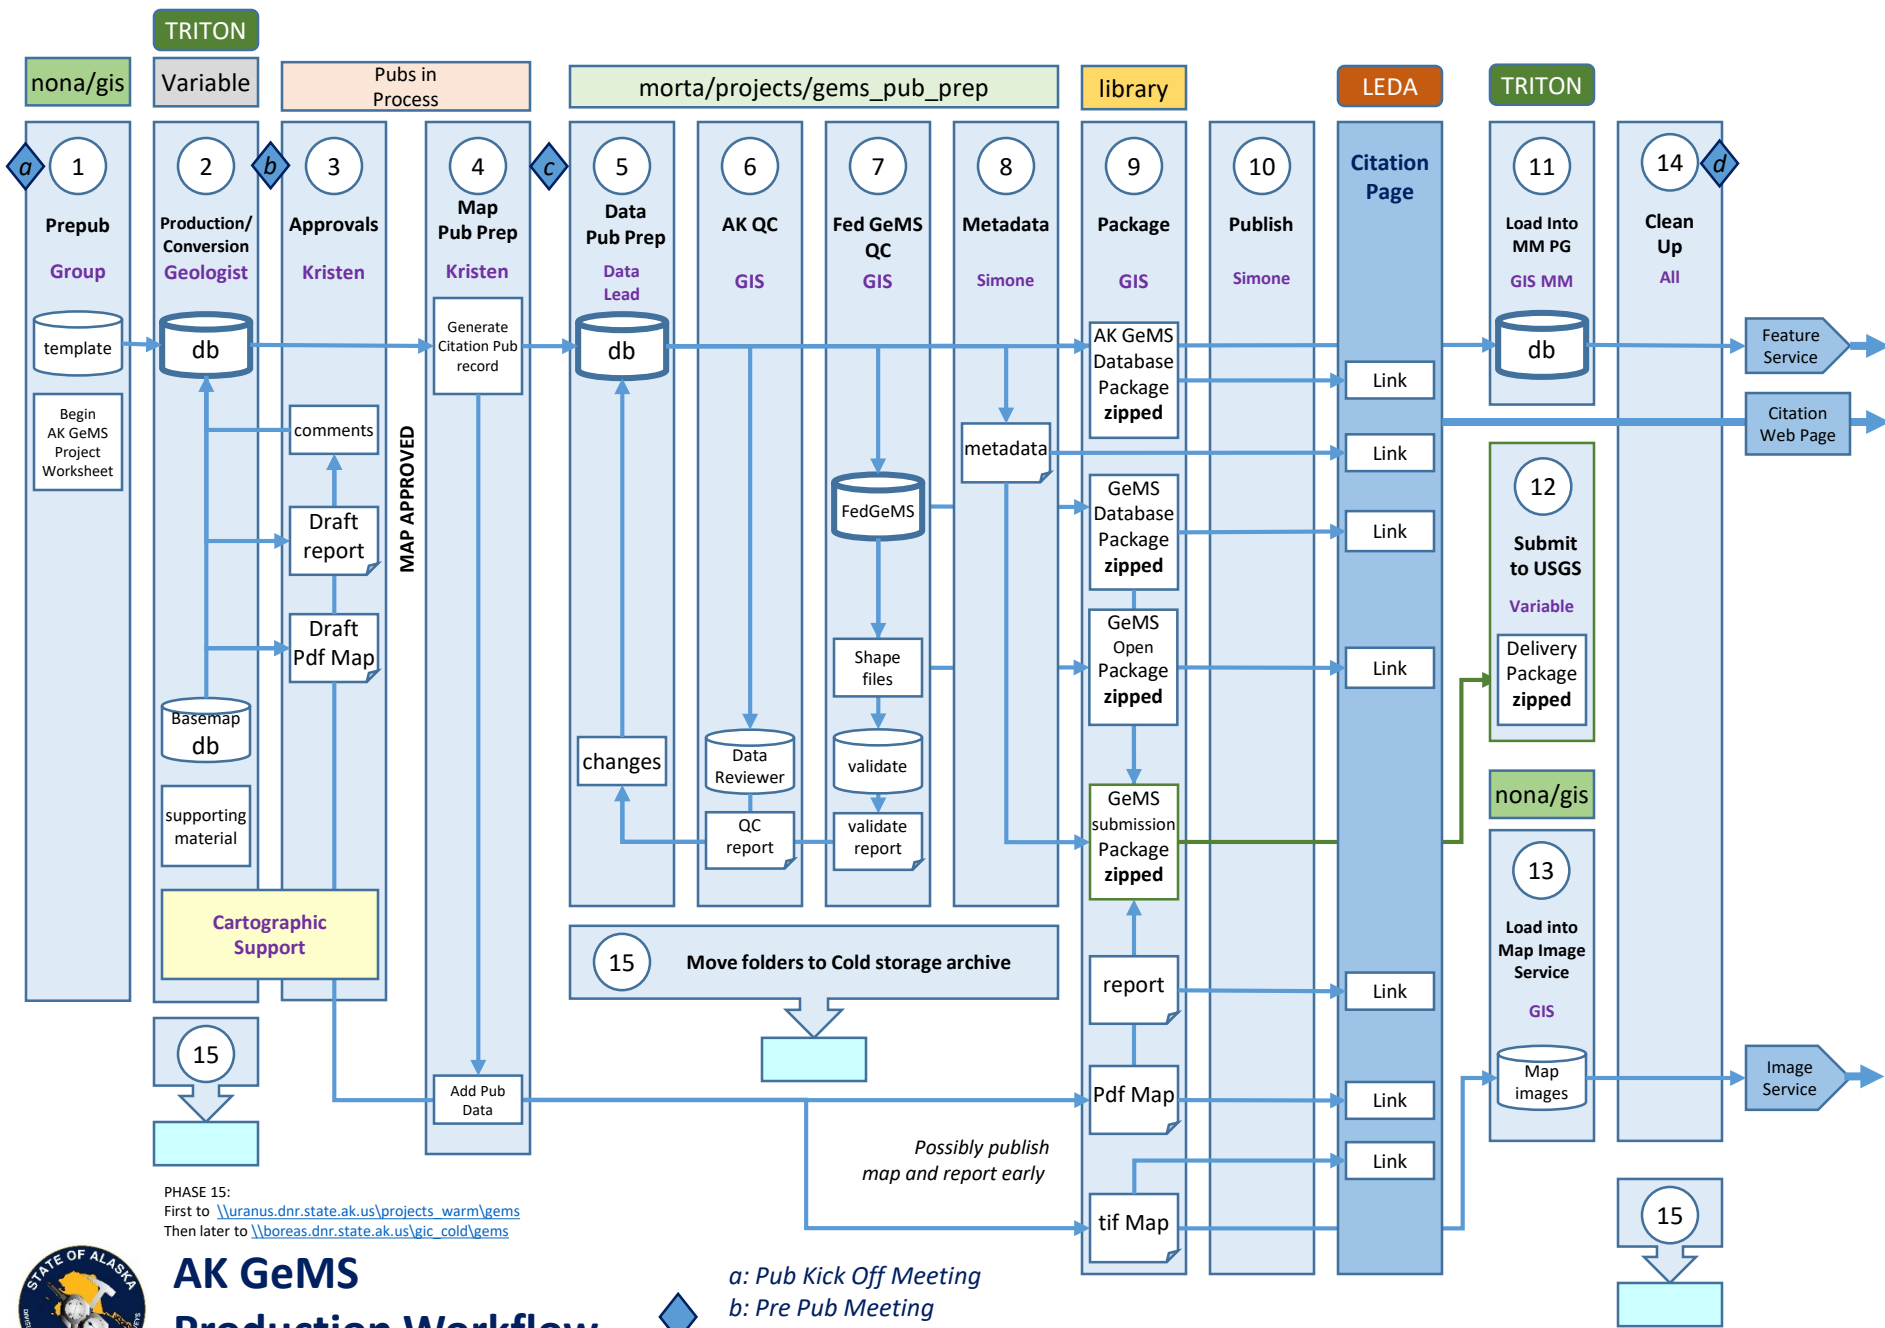 TRITON
nona/gis
Variable
Pubs in
Process
morta/projects/gems_pub_prep
library
LEDA
TRITON
a
1
Prepub
Group
template
Begin
AK GeMS
Project
Worksheet
2
Production/
Conversion
Geologist
db
Basemap
db
supporting
material
Cartographic
Support
b
3
Approvals
Kristen
comments
Draft
report
Draft
Pdf Map
MAP APPROVED
4
Map
Pub Prep
Kristen
Generate
Citation Pub
record
Add Pub
Data
c
5
Data
Pub Prep
Data
Lead
db
changes
6
AK QC
GIS
Data
Reviewer
QC
report
7
Fed GeMS
QC
GIS
FedGeMS
Shape
files
validate
validate
report
8
Metadata
Simone
metadata
9
Package
GIS
AK GeMS
Database
Package
zipped
GeMS
Database
Package
zipped
GeMS
Open
Package
zipped
GeMS
submission
Package
zipped
report
Pdf Map
tif Map
10
Publish
Simone
Citation
Page
Link
Link
Link
Link
Link
Link
Link
11
Load Into
MM PG
GIS MM
db
12
Submit
to USGS
Variable
Delivery
Package
zipped
nona/gis
13
Load into
Map Image
Service
GIS
Map
images
14
d
Clean
Up
All
Feature
Service
Citation
Web Page
Image
Service
15
Move folders to Cold storage archive
15
15
Possibly publish
map and report early
PHASE 15:
First to \\uranus.dnr.state.ak.us\projects_warm\gems
Then later to \\boreas.dnr.state.ak.us\gic_cold\gems
STATE OF ALASKA
AK GeMS
Production Workflow
a: Pub Kick Off Meeting
b: Pre Pub Meeting